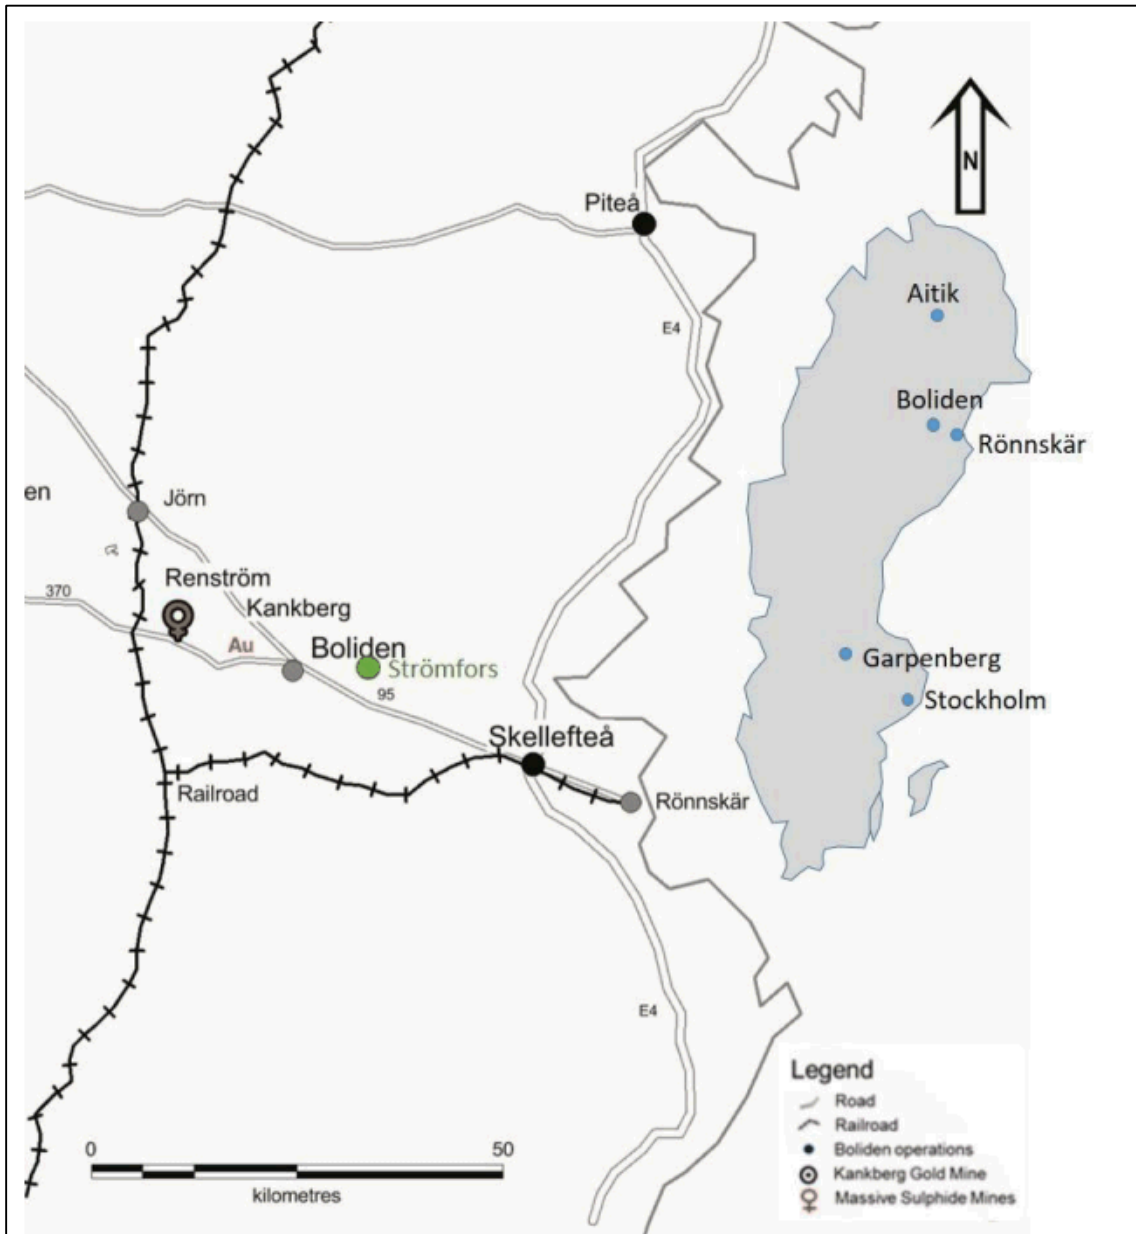 N
Piteå
E4
Aitik
Boliden
Rönnskär
en
Jörn
Renström
370
Kankberg
Au
Boliden
Strömfors
95
Garpenberg
Stockholm
Skellefteå
Railroad
Rönnskär
E4
Legend
Road
Railroad
Boliden operations
Kankberg Gold Mine
Massive Sulphide Mines
0 50
kilometres